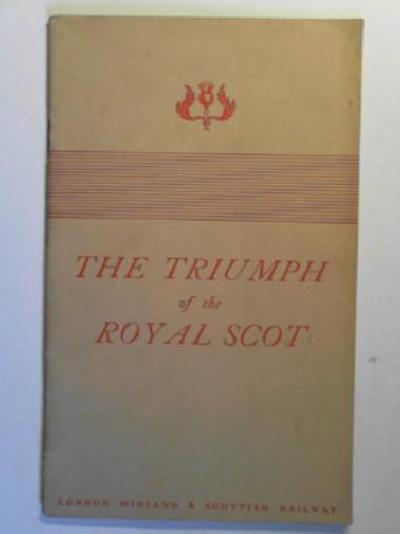 THE TRIUMPH
of the
ROYAL SCOT
LONDON MIDLAND & SCOTTISH RAILWAY